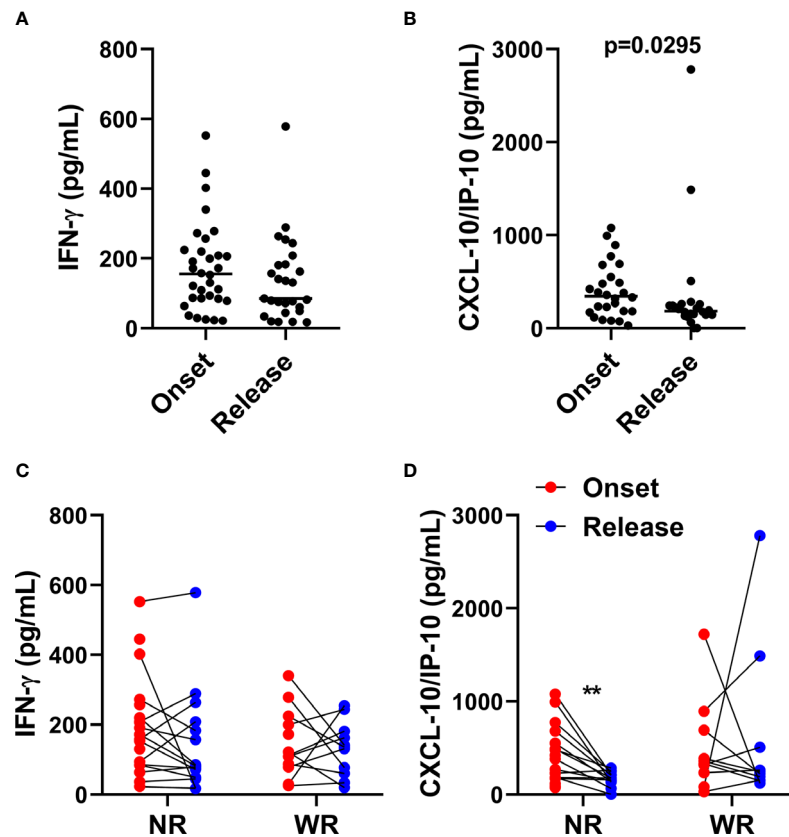 A
IFN-γ (pg/mL)
800
600
400
200
0
Onset
Release
B
CXCL-10/IP-10 (pg/mL)
p=0.0295
3000
2000
1000
0
Onset
Release
C
IFN-γ (pg/mL)
800
600
400
200
0
NR
WR
D
Onset
Release
CXCL-10/IP-10 (pg/mL)
3000
2000
1000
0
**
NR
WR